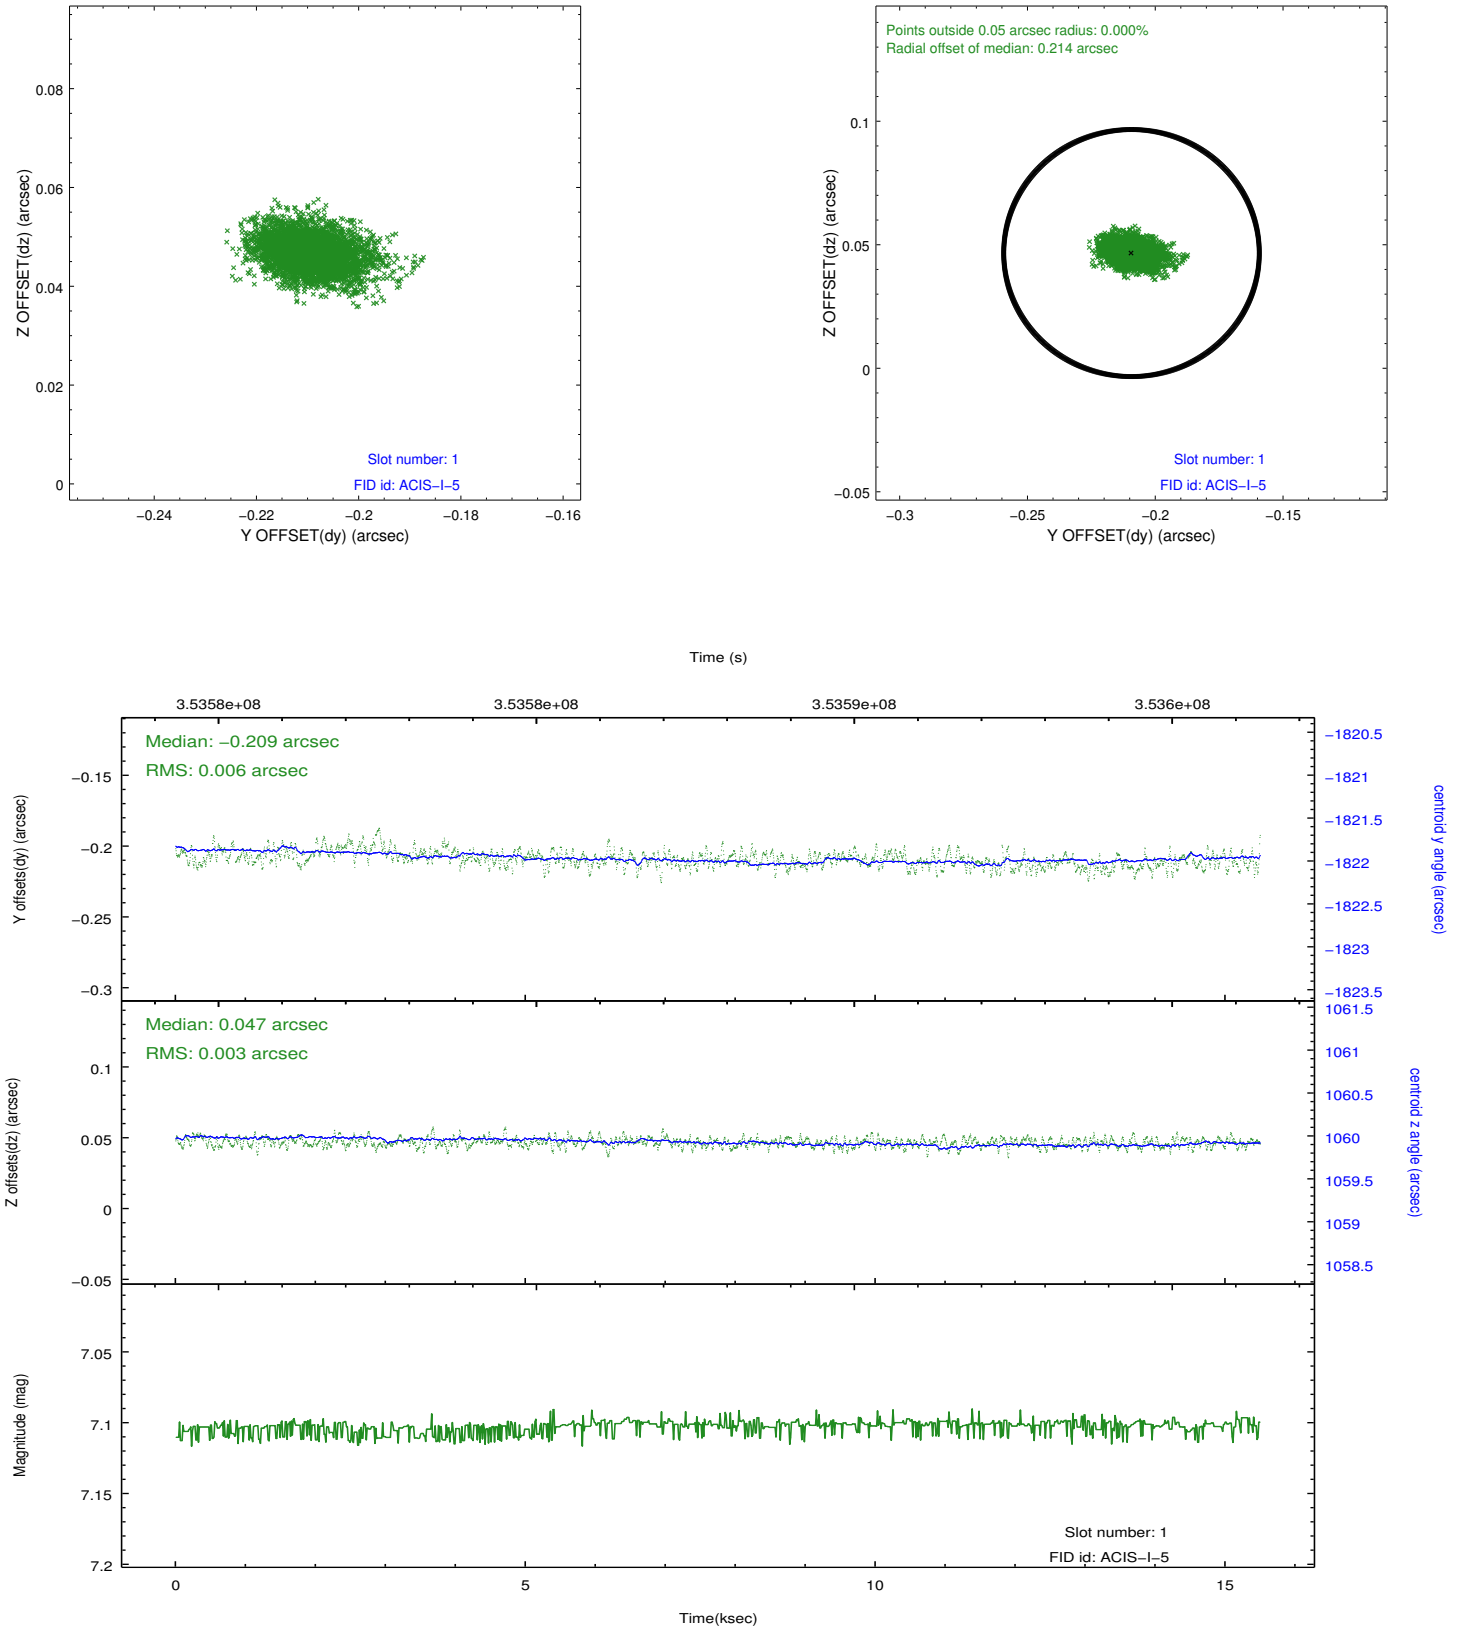 0.08
0.06
0.04
0.02
0
Z OFFSET(dz) (arcsec)
Slot number: 1
FID id: ACIS−I−5
−0.24 −0.22 −0.2 −0.18 −0.16
Y OFFSET(dy) (arcsec)
Points outside 0.05 arcsec radius: 0.000%
Radial offset of median: 0.214 arcsec
0.1
0.05
0
−0.05
Z OFFSET(dz) (arcsec)
Slot number: 1
FID id: ACIS−I−5
−0.3 −0.25 −0.2 −0.15
Y OFFSET(dy) (arcsec)
Time (s)
3.5358e+08 3.5358e+08 3.5359e+08 3.536e+08
Median: −0.209 arcsec
RMS: 0.006 arcsec
−0.15
−0.2
−0.25
−0.3
Y offsets(dy) (arcsec)
−1820.5
−1821
−1821.5
−1822
−1822.5
−1823
−1823.5
centroid y angle (arcsec)
Median: 0.047 arcsec
RMS: 0.003 arcsec
0.1
0.05
0
−0.05
Z offsets(dz) (arcsec)
1061.5
1061
1060.5
1060
1059.5
1059
1058.5
centroid z angle (arcsec)
7.05
7.1
7.15
7.2
Magnitude (mag)
Slot number: 1
FID id: ACIS−I−5
0 5 10 15
Time(ksec)